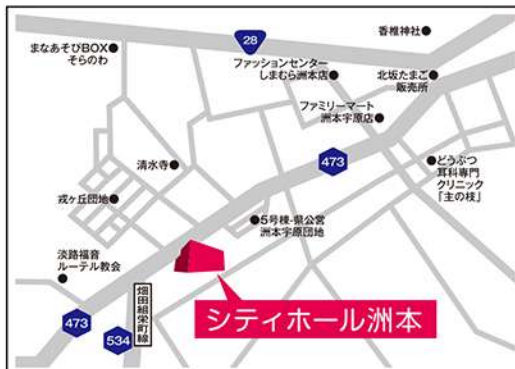 28
香椎神社
まなあそびBOX
そらのわ
ファッションセンター
しまむら洲本店
北坂たまご
販売所
ファミリーマート
洲本宇原店
473
清水寺
どうぶつ
耳科専門
クリニック
「主の枝」
戎ヶ丘団地
5号棟-県公営
洲本宇原団地
淡路福音
ルーテル教会
シティホール洲本
畑田組栄町線
473
534